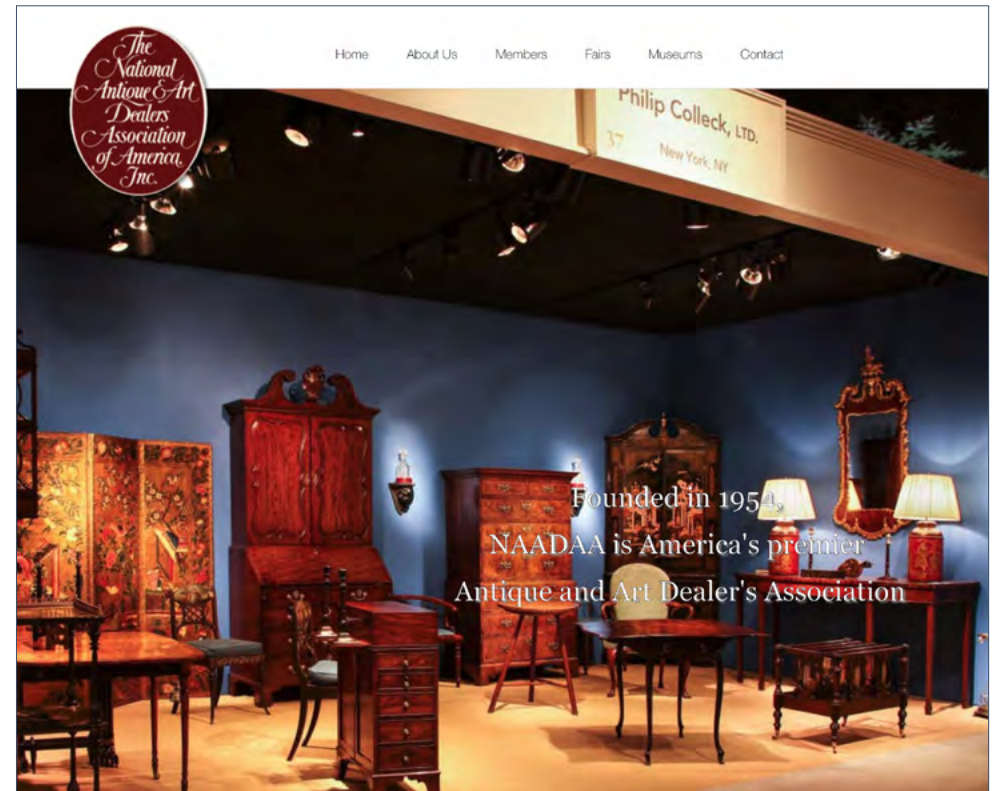 The
National
Antique & Art
Dealers
Association
of America,
Inc.
Home About Us Members Fairs Museums Contact
Philip Colleck, LTD.
37 New York, NY
Founded in 1954,
NAADAA is America's premier
Antique and Art Dealer's Association